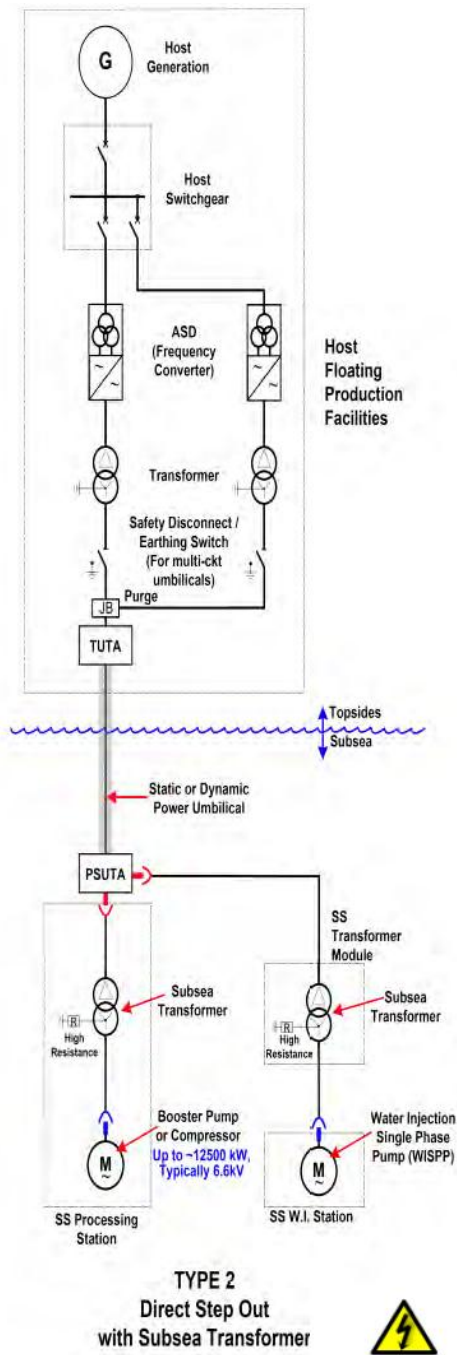 G
Host
Generation
Host
Switchgear
ASD
(Frequency
Converter)
~
~
~
~
Host
Floating
Production
Facilities
Transformer
Safety Disconnect /
Earthing Switch
(For multi-ckt
umbilicals)
Purge
JB
TUTA
Topsides
Subsea
Static or Dynamic
Power Umbilical
PSUTA
SS
Transformer
Module
Subsea
Transformer
Subsea
Transformer
R
High
Resistance
R
High
Resistance
Booster Pump
or Compressor
Up to ~12500 kW,
Typically 6.6kV
Water Injection
Single Phase
Pump (WISPP)
M
~
M
~
SS Processing
Station
SS W.I. Station
TYPE 2
Direct Step Out
with Subsea Transformer